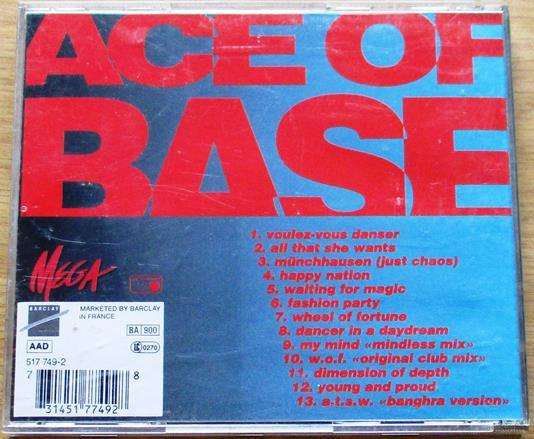 ACE OF
BASE
1. voulez-vous danser
2. all that she wants
3. münchhausen (just chaos)
4. happy nation
5. waiting for magic
6. fashion party
7. wheel of fortune
8. dancer in a daydream
9. my mind «mindless mix»
10. w.o.f. «original club mix»
11. dimension of depth
12. young and proud
13. a.t.s.w. «banghra version»
MEGA
BARCLAY
MARKETED BY BARCLAY
IN FRANCE
BA 900
AAD
0270
517 749-2
7 8
31451 77492